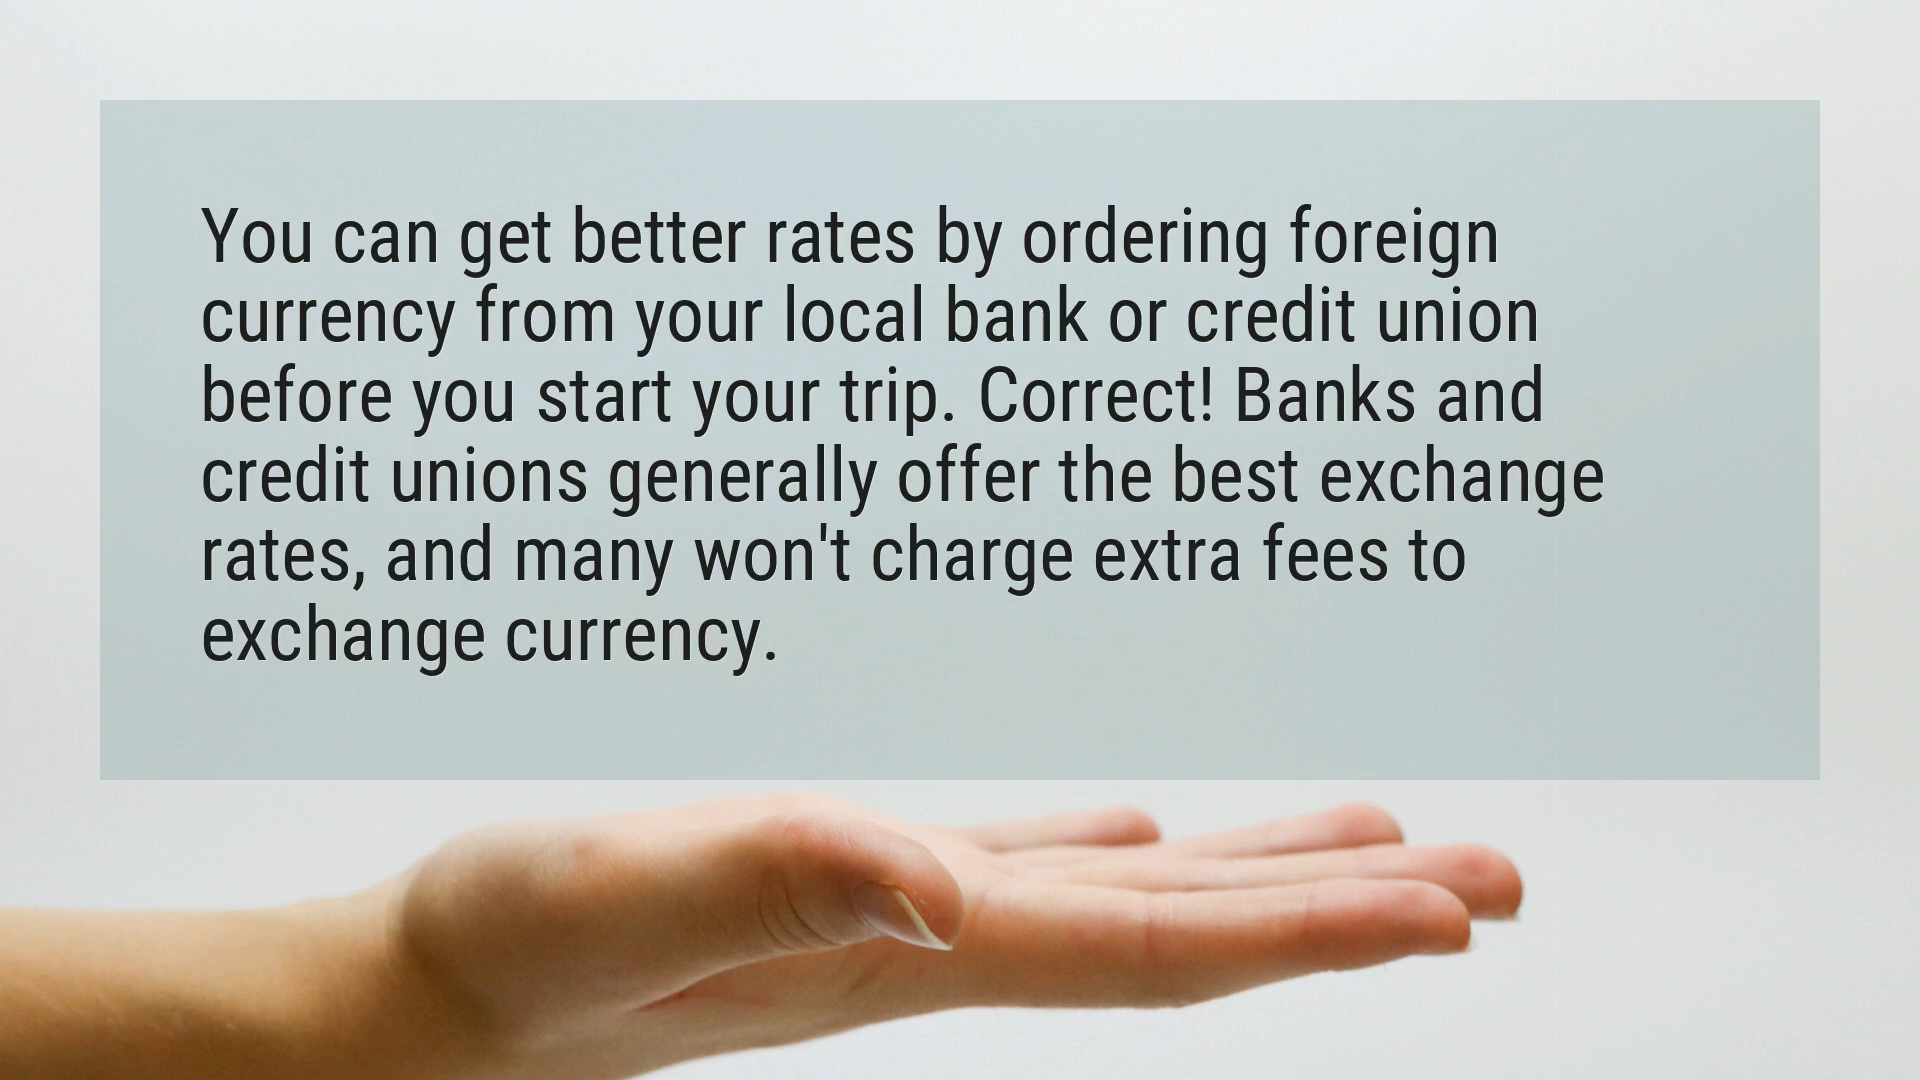 You can get better rates by ordering foreign
currency from your local bank or credit union
before you start your trip. Correct! Banks and
credit unions generally offer the best exchange
rates, and many won't charge extra fees to
exchange currency.